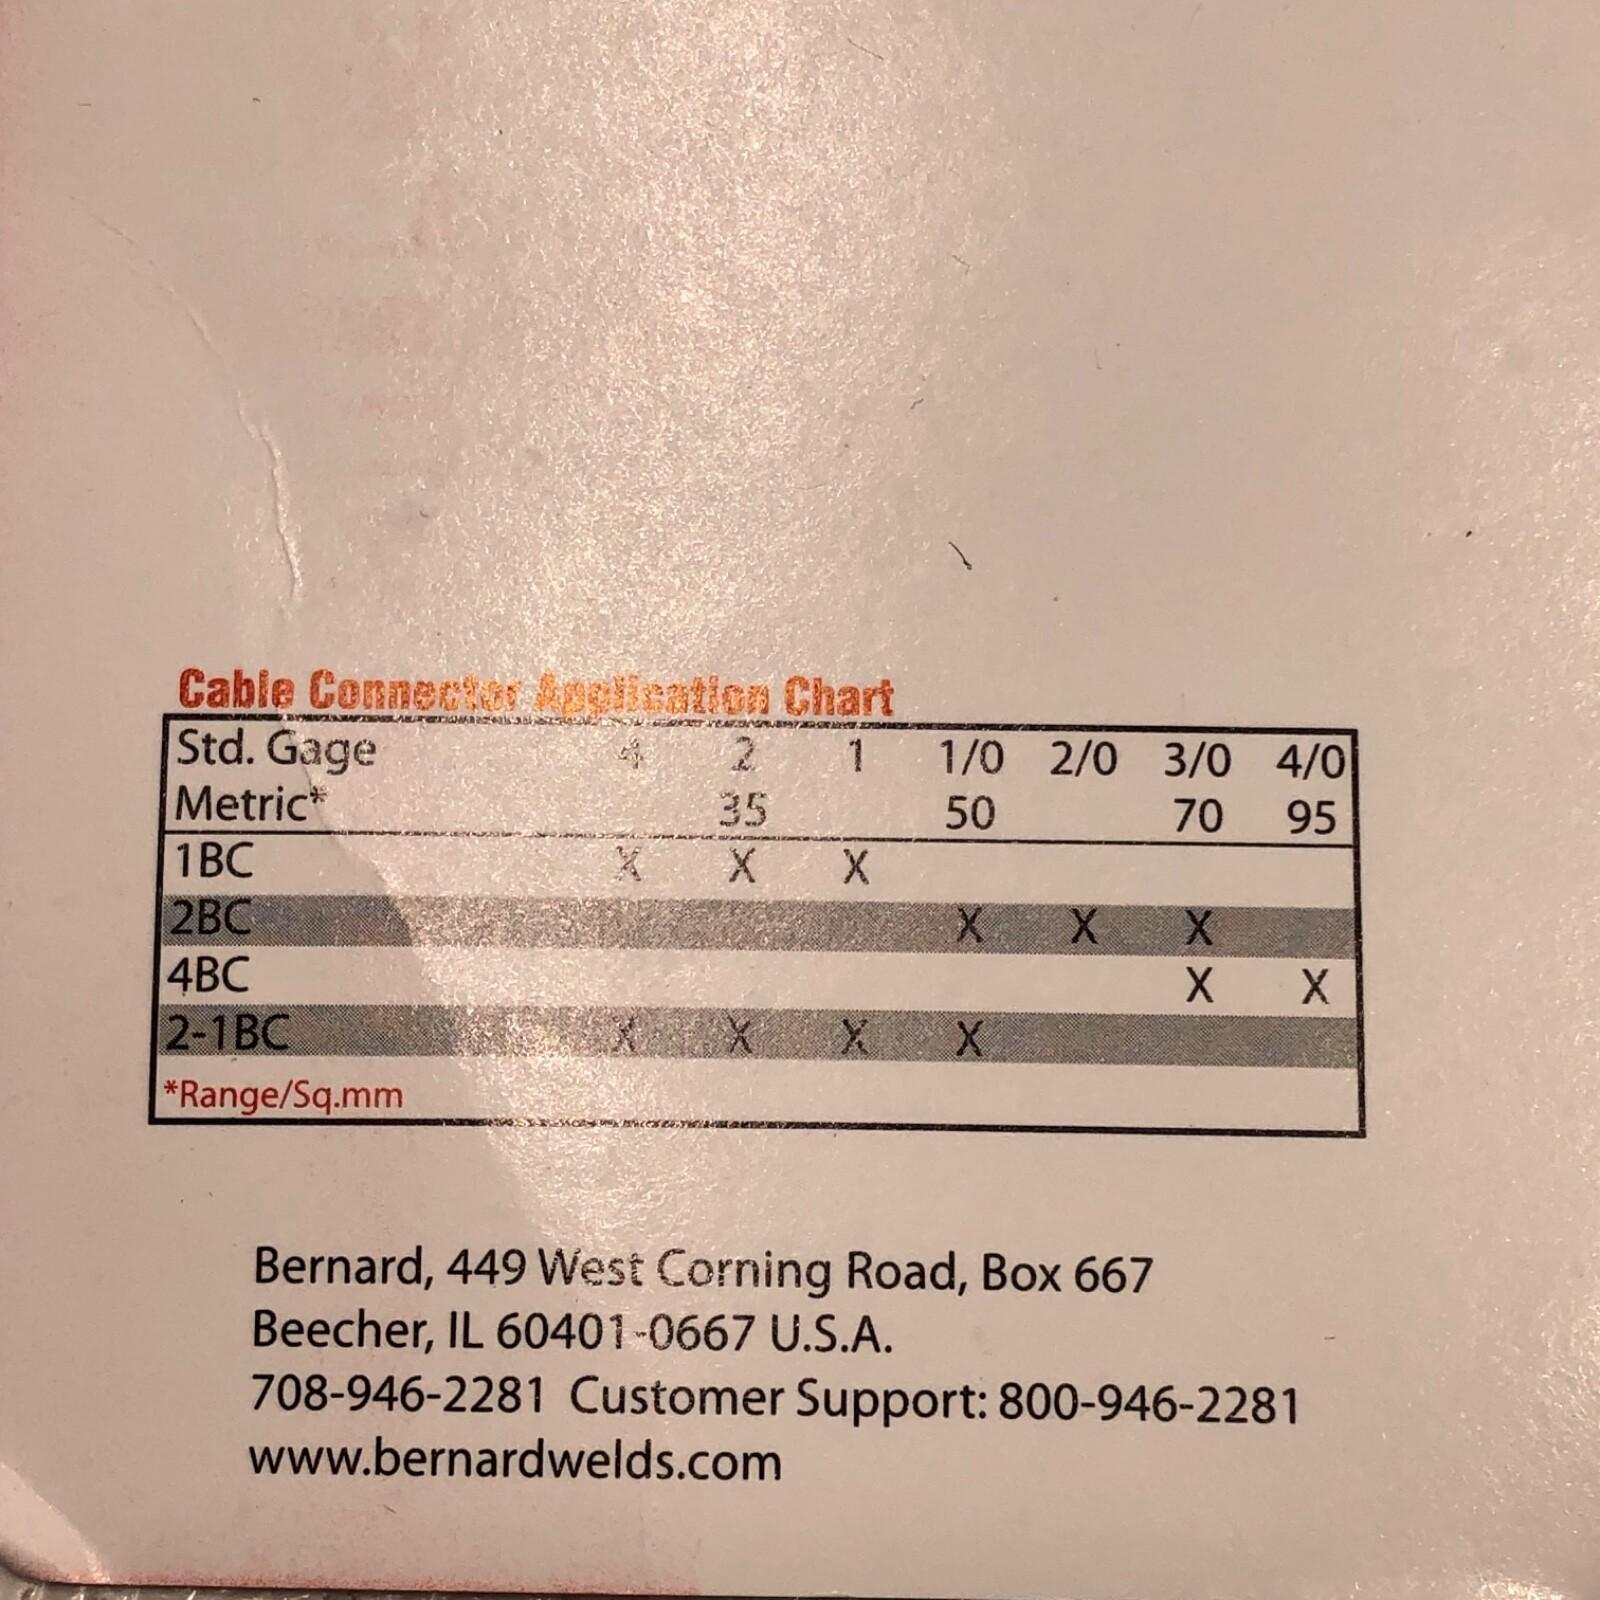 Cable Connector Application Chart
Std. Gage 4 2 1 1/0 2/0 3/0 4/0
Metric* 35 50 70 95
1BC X X X
2BC X X X
4BC X X
2-1BC X X X X
*Range/Sq.mm
Bernard, 449 West Corning Road, Box 667
Beecher, IL 60401-0667 U.S.A.
708-946-2281 Customer Support: 800-946-2281
www.bernardwelds.com